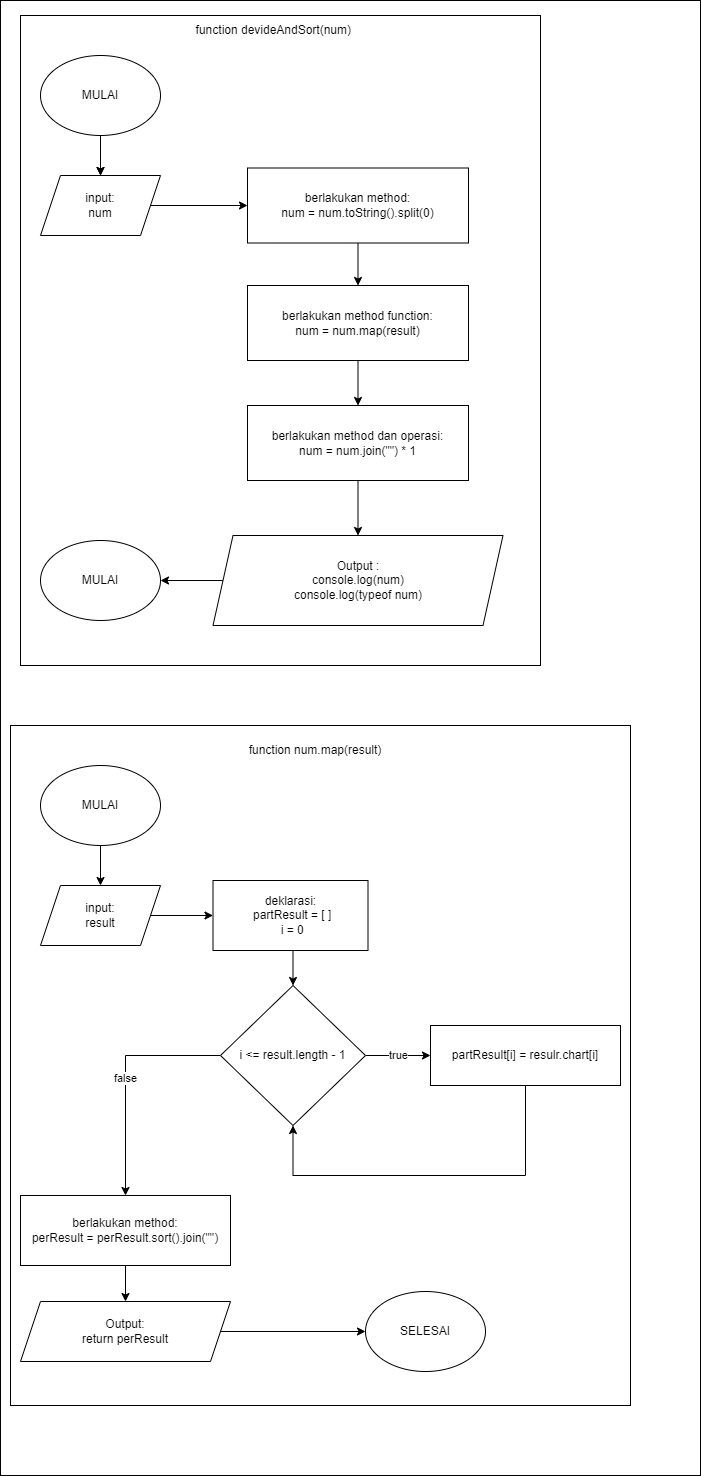 function devideAndSort(num)
MULAI
input:
num
berlakukan method:
num = num.toString().split(0)
berlakukan method function:
num = num.map(result)
berlakukan method dan operasi:
num = num.join("") * 1
Output :
console.log(num)
console.log(typeof num)
MULAI
function num.map(result)
MULAI
input:
result
deklarasi:
partResult = [ ]
i = 0
i <= result.length - 1
true
partResult[i] = resulr.chart[i]
false
berlakukan method:
perResult = perResult.sort().join("")
Output:
return perResult
SELESAI